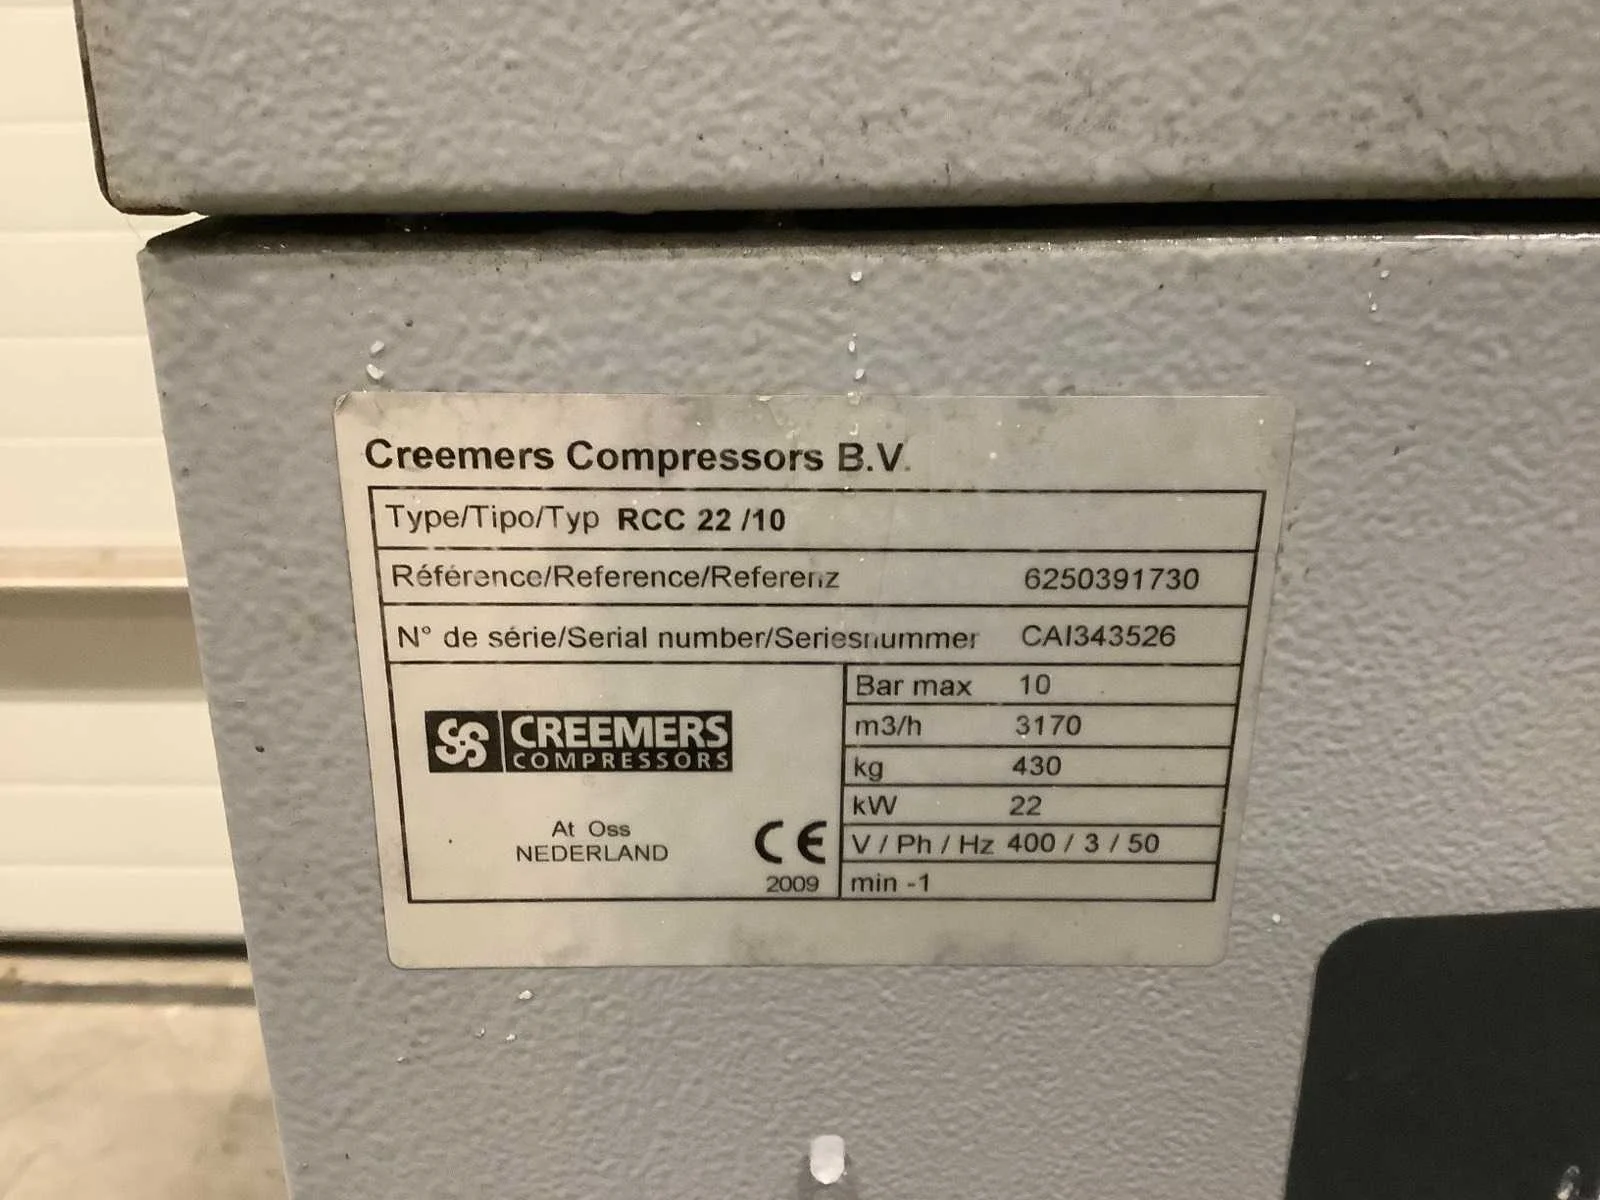 Creemers Compressors B.V.
Type/Tipo/Typ RCC 22 /10
Référence/Reference/Referenz 6250391730
N° de série/Serial number/Seriesnummer CAI343526
Bar max 10
m3/h 3170
kg 430
kW 22
V / Ph / Hz 400 / 3 / 50
min -1
SS CREEMERS
COMPRESSORS
At Oss
NEDERLAND
CE
2009